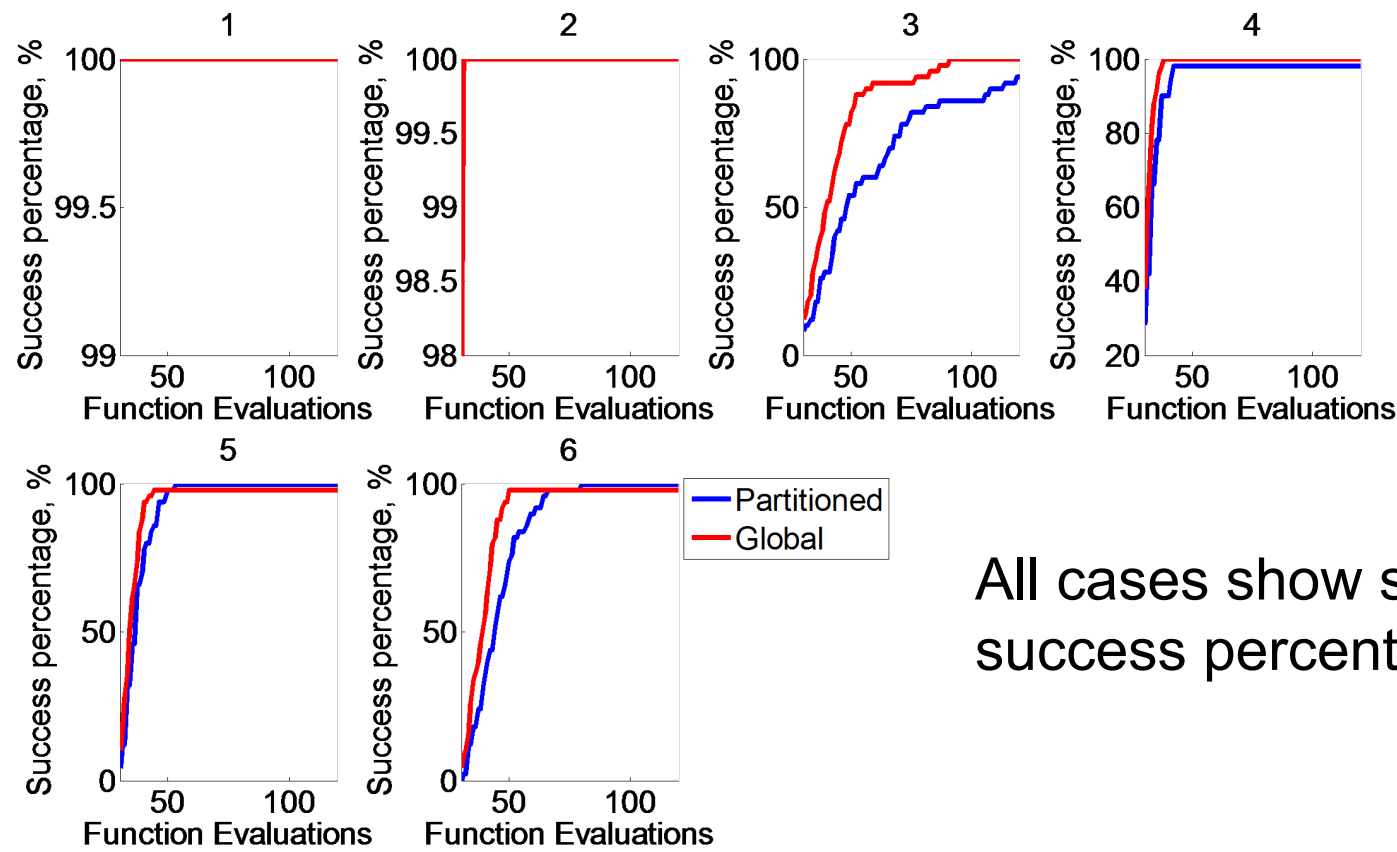 1
2
3
4
Success percentage, %
100
99.5
99
50
100
Function Evaluations
Success percentage, %
100
99.5
99
98.5
98
50
100
Function Evaluations
Success percentage, %
100
50
0
50
100
Function Evaluations
Success percentage, %
100
80
60
40
20
50
100
Function Evaluations
5
6
Success percentage, %
100
50
0
50
100
Function Evaluations
Success percentage, %
100
50
0
50
100
Function Evaluations
Partitioned
Global
All cases show
success